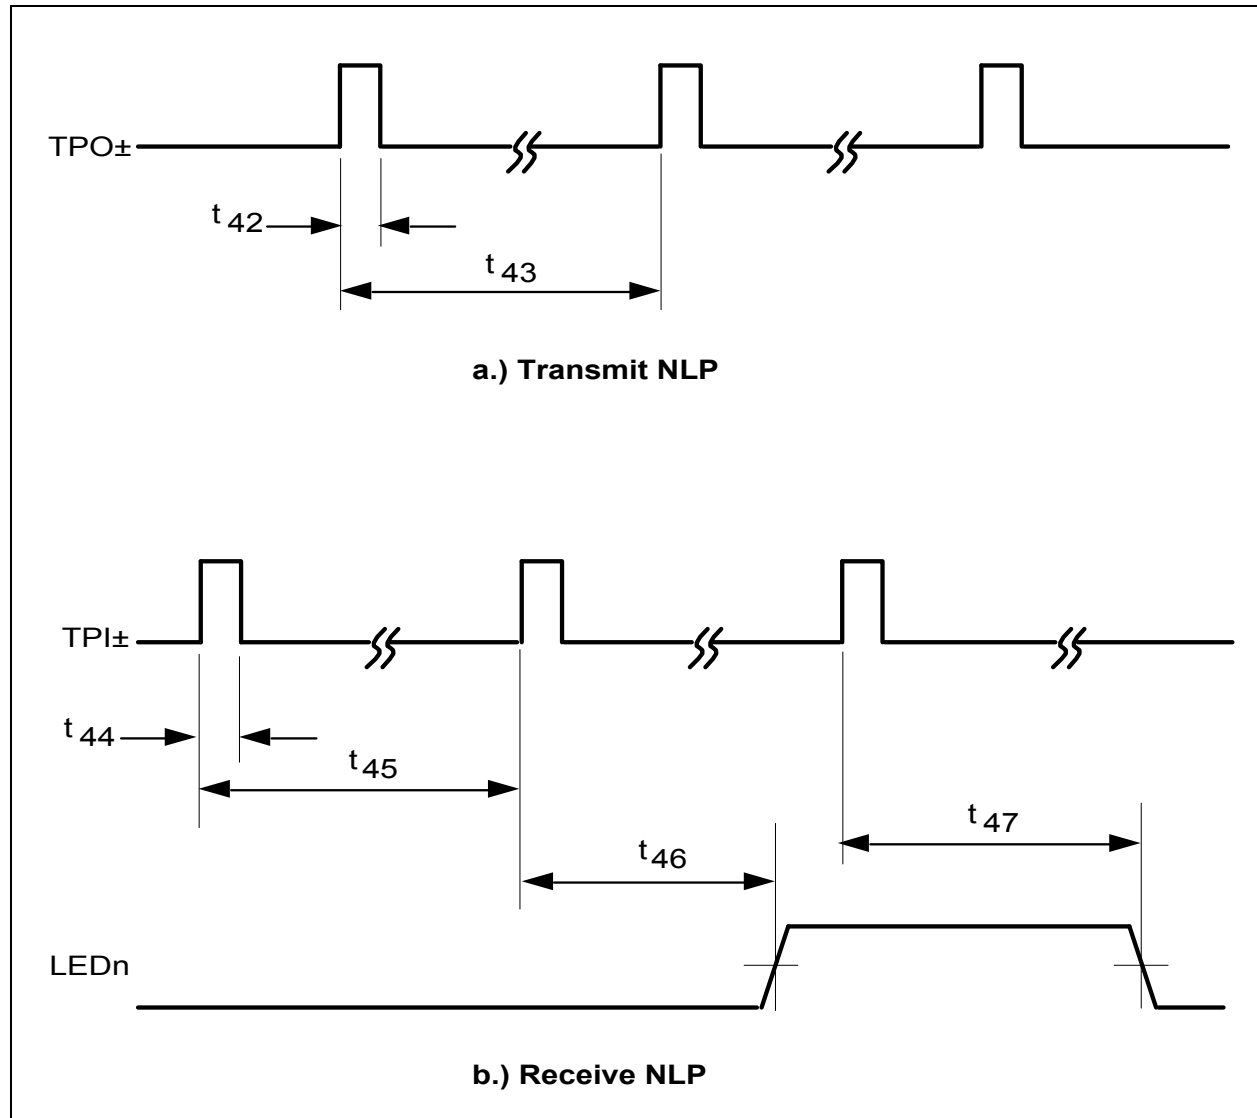 TPO±
t 42
t 43
a.) Transmit NLP
TPI±
t 44
t 45
t 47
t 46
LEDn
b.) Receive NLP